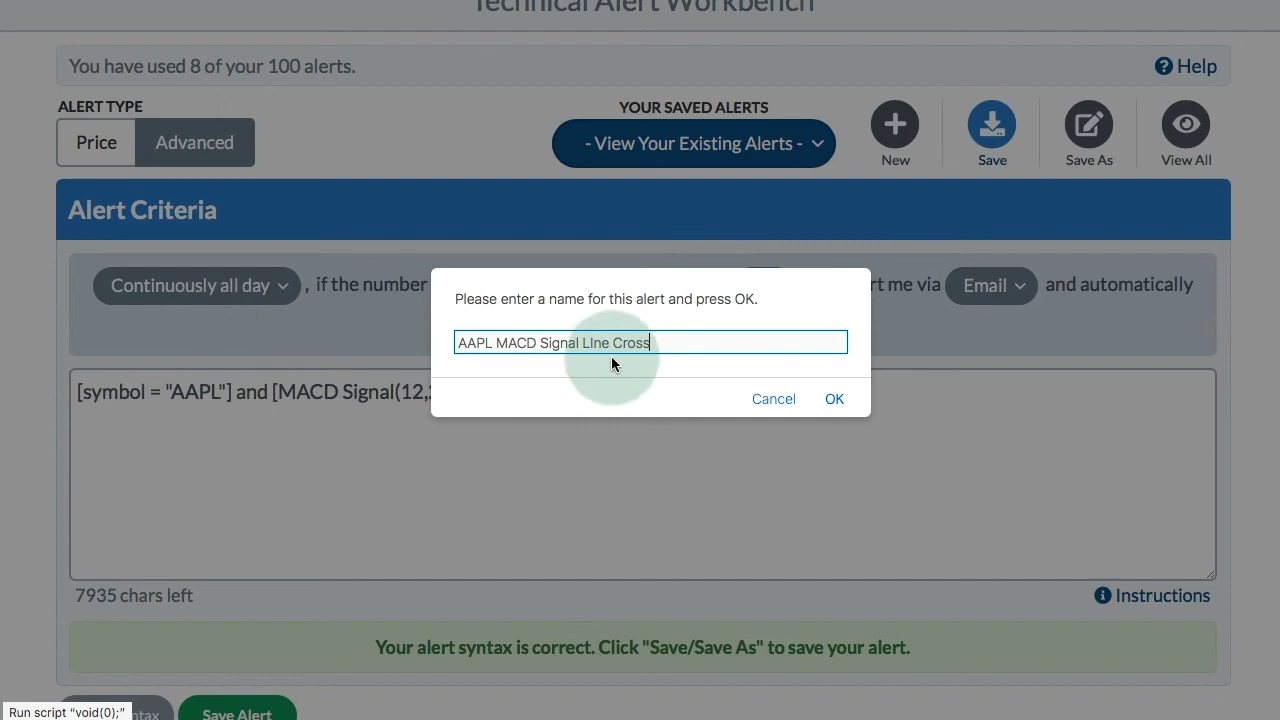 Technical Alert Workbench
You have used 8 of your 100 alerts.
Help
ALERT TYPE
Price
Advanced
YOUR SAVED ALERTS
- View Your Existing Alerts -
New
Save
Save As
View All
Alert Criteria
Continuously all day , if the number
rt me via Email and automatically
Please enter a name for this alert and press OK.
AAPL MACD Signal LIne Cross
Cancel
OK
[symbol = "AAPL"] and [MACD Signal(12,
7935 chars left
Instructions
Your alert syntax is correct. Click "Save/Save As" to save your alert.
Run script “void(0);”
ntax
Save Alert